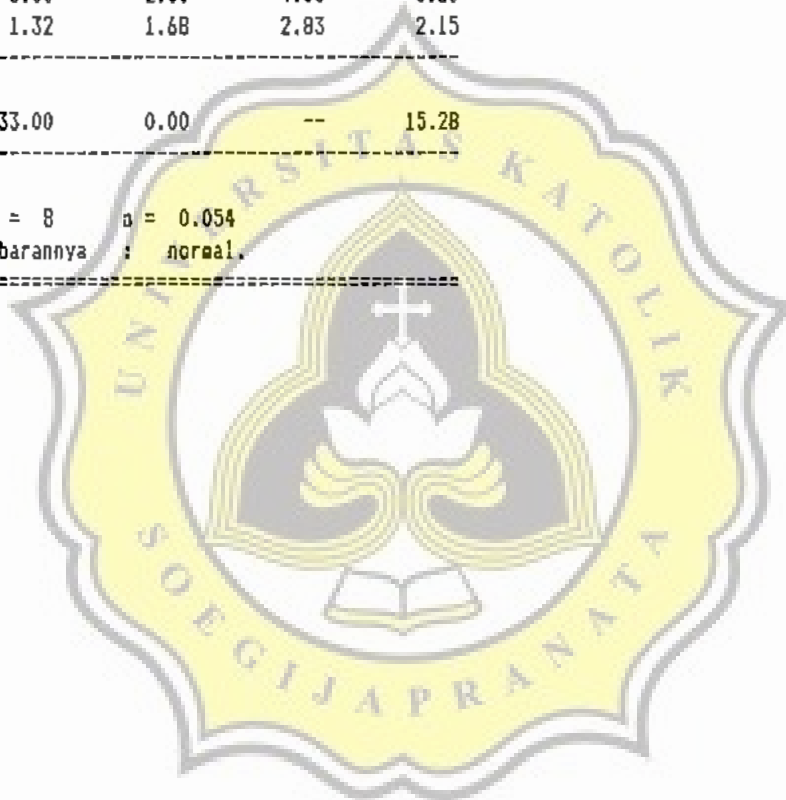 1.32 1.68 2.83 2.15
33.00 0.00 -- 15.28
= 8 p = 0.054
barannya : normal.
UNIVERSITAS KATOLIK
SOEGIJAPRANATA